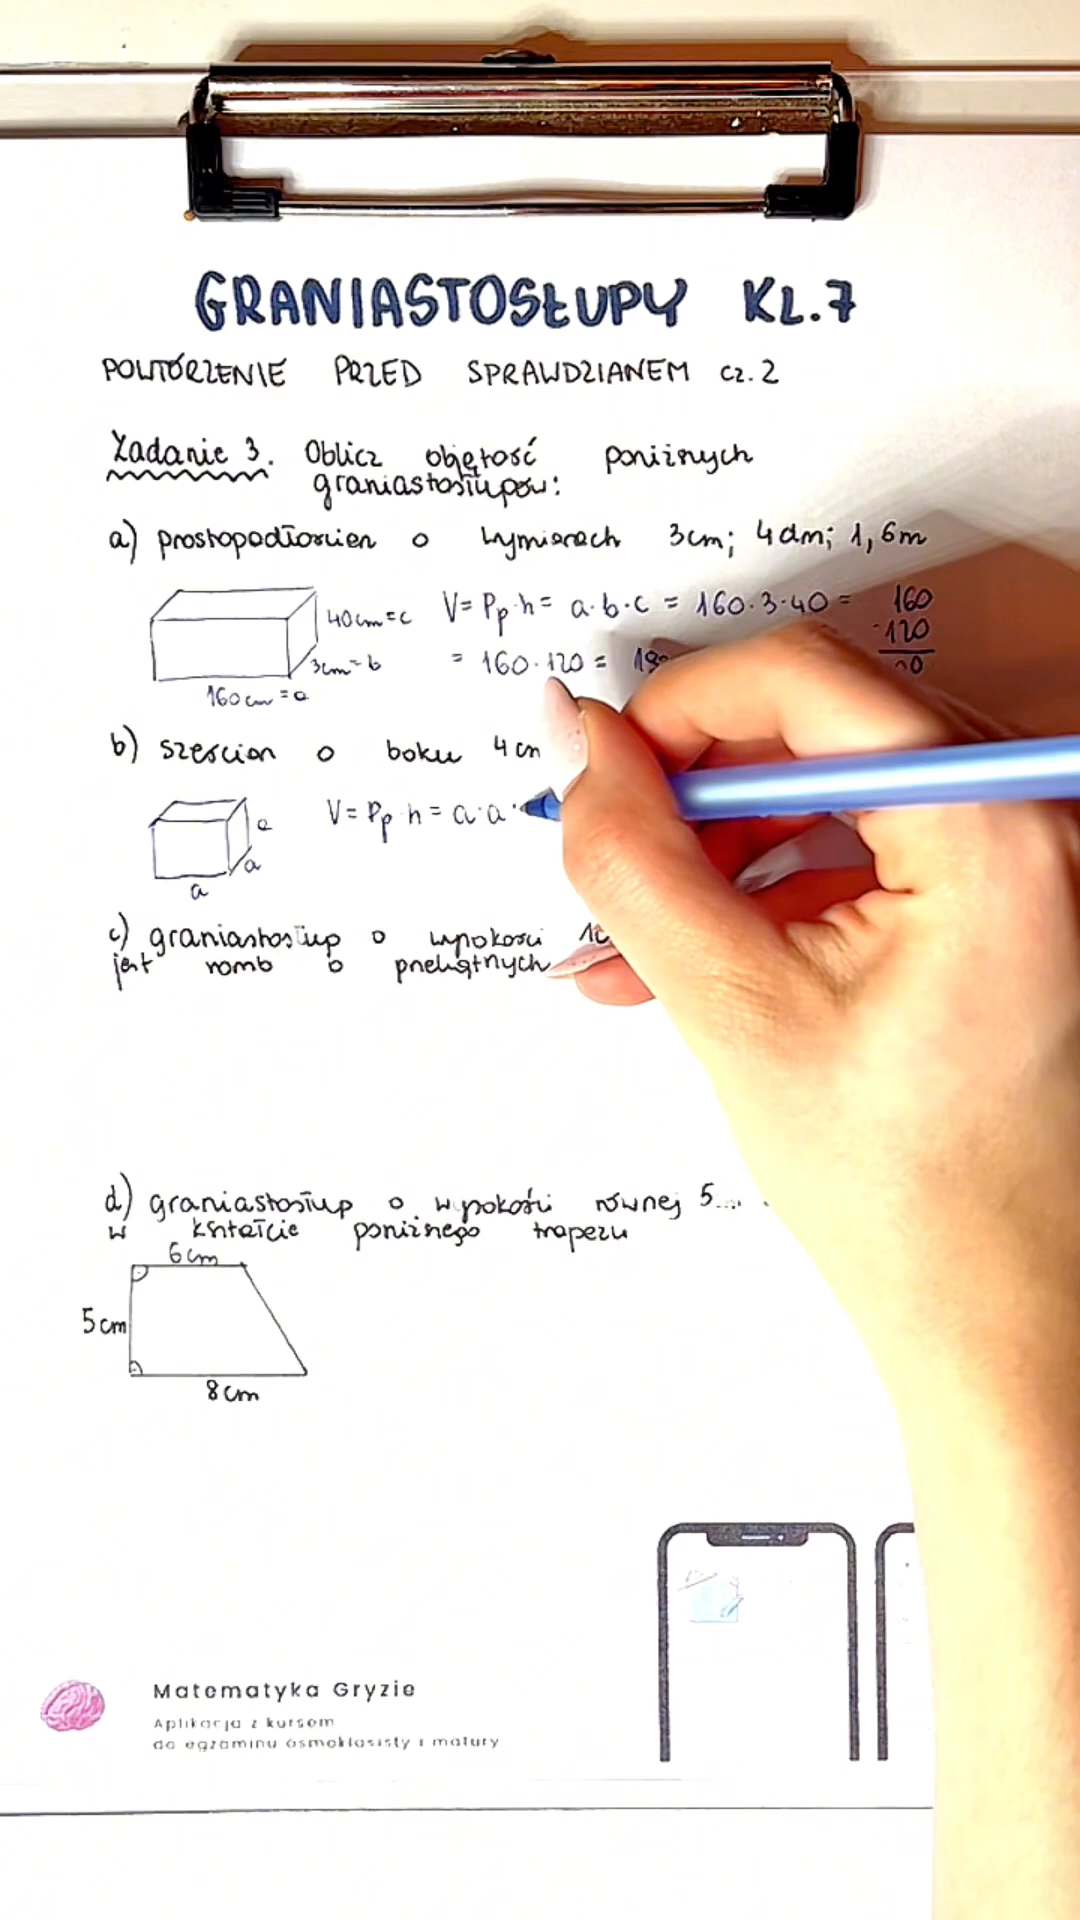 GRANIASTOSŁUPY KL.7
POWTÓRZENIE PRZED SPRAWDZIANEM cz.2
Zadanie 3. Oblicz objętość poniższych
graniastosłupów:
a) prostopadłościan o wymiarach 3cm; 4dm; 1,6m
40cm=c
3cm=b
160cm=a
V= Pp·h= a·b·c = 160·3·40=
= 160·120=
160
·120
b) sześcian o boku 4cm
V= Pp·h= a·a·
a
a
a
c) graniastosłup o wysokości
jest romb o przekątnych
d) graniastosłup o wysokości równej 5
w kształcie poniższego trapezu
6cm
5cm
8cm
Matematyka Gryzie
Aplikacja z kursem
do egzaminu ósmoklasisty i matury